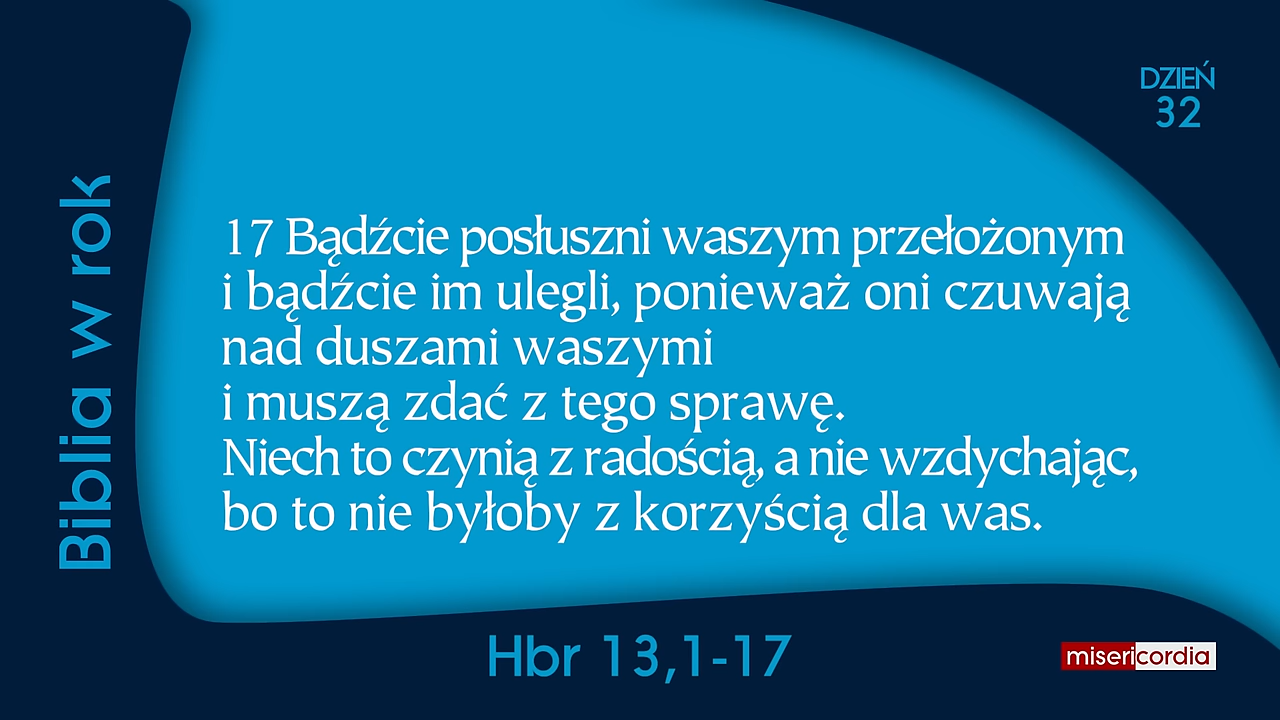 DZIEŃ
32
Biblia w rok
17 Bądźcie posłuszni waszym przełożonym
i bądźcie im ulegli, ponieważ oni czuwają
nad duszami waszymi
i muszą zdać z tego sprawę.
Niech to czynią z radością, a nie wzdychając,
bo to nie byłoby z korzyścią dla was.
Hbr 13,1-17
misericordia